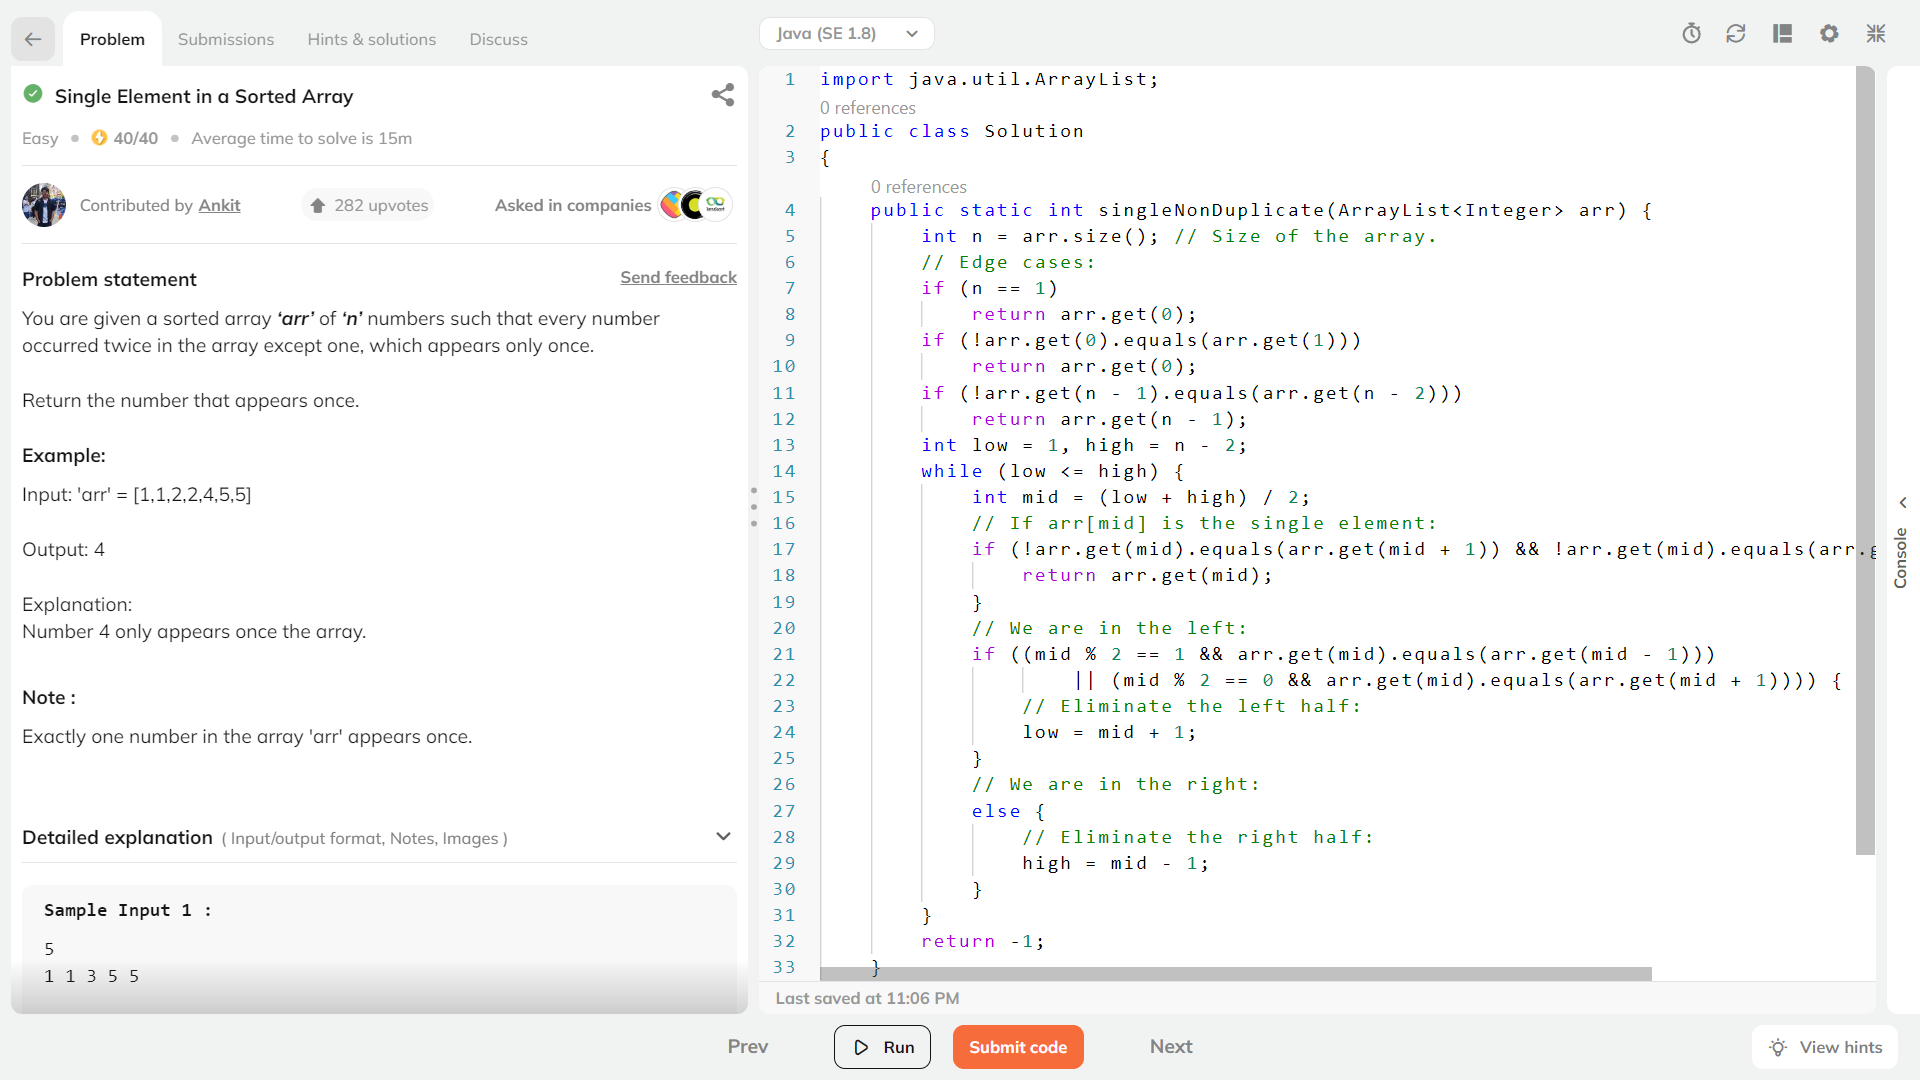 Problem
Submissions
Hints & solutions
Discuss
Java (SE 1.8)
Single Element in a Sorted Array
Easy
40/40
Average time to solve is 15m
Contributed by Ankit
282 upvotes
Asked in companies
Problem statement
Send feedback
You are given a sorted array ‘arr’ of ‘n’ numbers such that every number
occurred twice in the array except one, which appears only once.
Return the number that appears once.
Example:
Input: 'arr' = [1,1,2,2,4,5,5]
Output: 4
Explanation:
Number 4 only appears once the array.
Note :
Exactly one number in the array 'arr' appears once.
Detailed explanation ( Input/output format, Notes, Images )
Sample Input 1 :
5
1 1 3 5 5
1 import java.util.ArrayList;
0 references
2 public class Solution
3 {
0 references
4 public static int singleNonDuplicate(ArrayList<Integer> arr) {
5 int n = arr.size(); // Size of the array.
6 // Edge cases:
7 if (n == 1)
8 return arr.get(0);
9 if (!arr.get(0).equals(arr.get(1)))
10 return arr.get(0);
11 if (!arr.get(n - 1).equals(arr.get(n - 2)))
12 return arr.get(n - 1);
13 int low = 1, high = n - 2;
14 while (low <= high) {
15 int mid = (low + high) / 2;
16 // If arr[mid] is the single element:
17 if (!arr.get(mid).equals(arr.get(mid + 1)) && !arr.get(mid).equals(arr.g
18 return arr.get(mid);
19 }
20 // We are in the left:
21 if ((mid % 2 == 1 && arr.get(mid).equals(arr.get(mid - 1)))
22 || (mid % 2 == 0 && arr.get(mid).equals(arr.get(mid + 1)))) {
23 // Eliminate the left half:
24 low = mid + 1;
25 }
26 // We are in the right:
27 else {
28 // Eliminate the right half:
29 high = mid - 1;
30 }
31 }
32 return -1;
33 }
Last saved at 11:06 PM
Console
Prev
Run
Submit code
Next
View hints